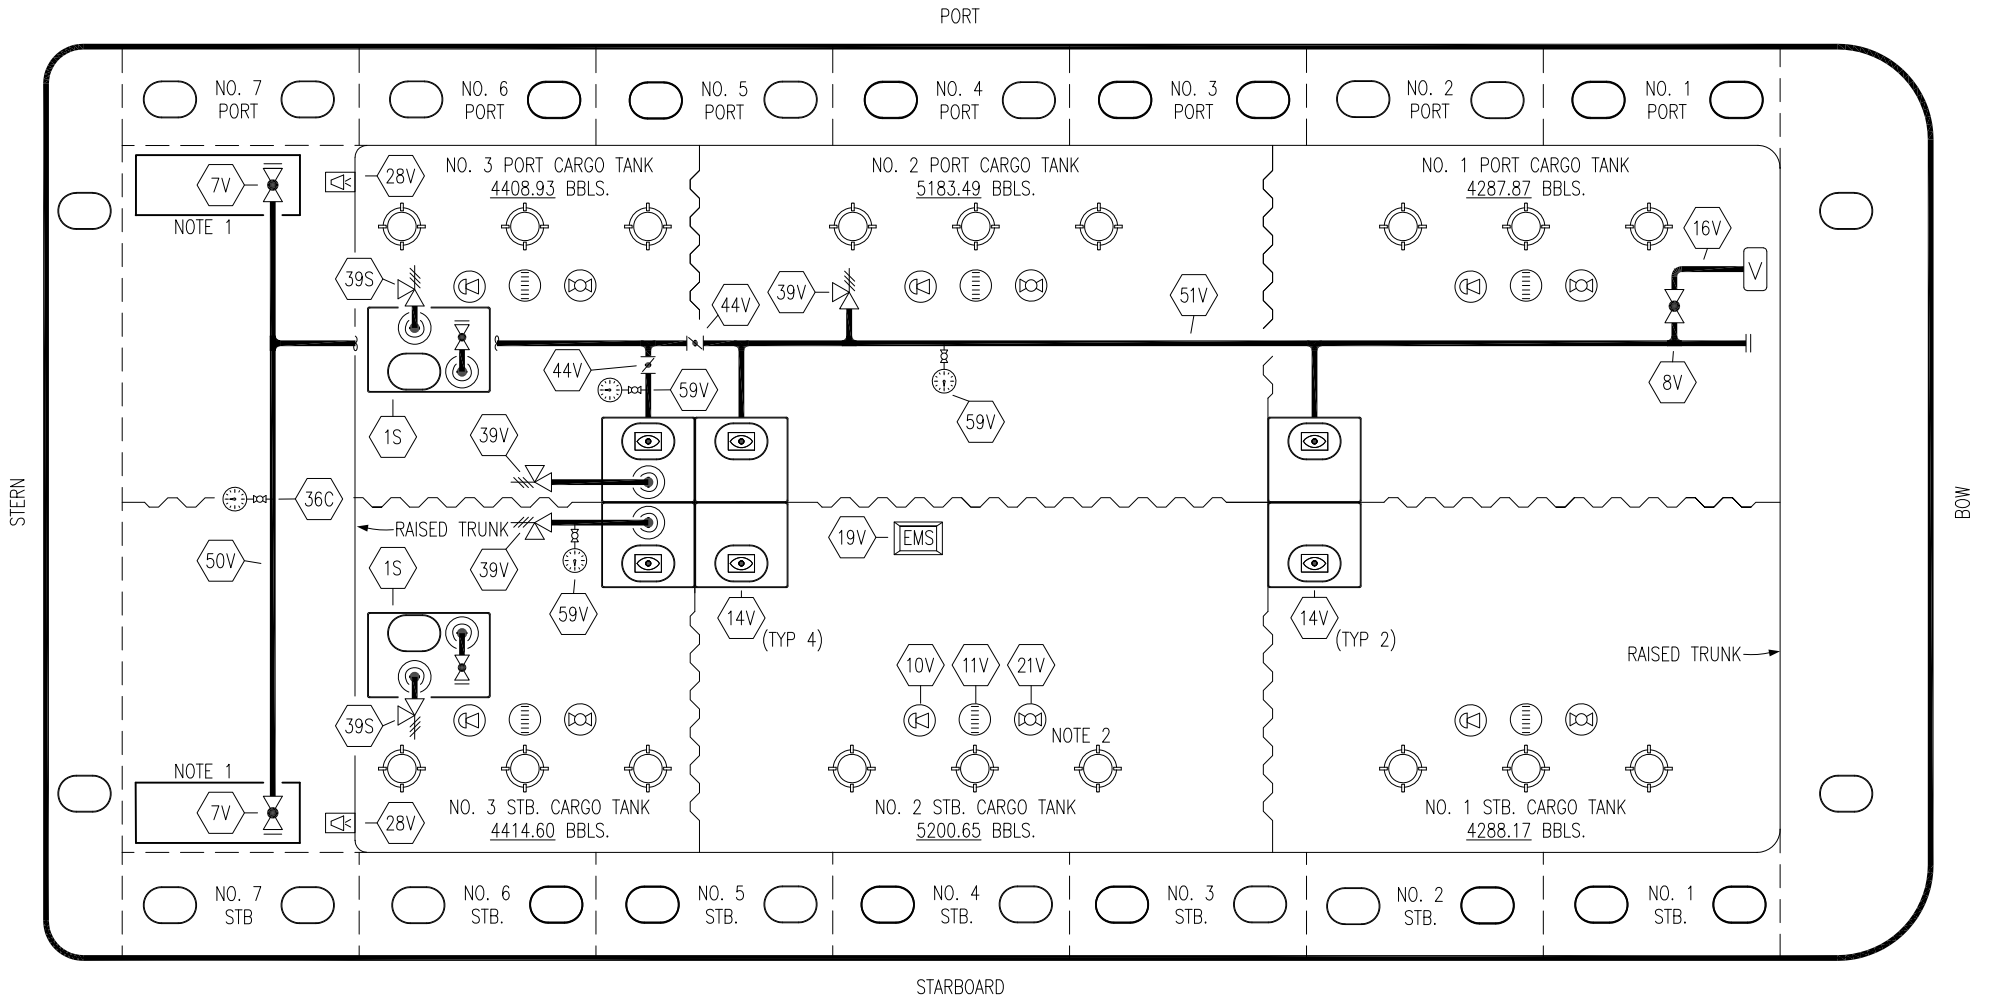 PORT
NO. 7
PORT
NO. 6
PORT
NO. 5
PORT
NO. 4
PORT
NO. 3
PORT
NO. 2
PORT
NO. 1
PORT
7V
NOTE 1
28V
NO. 3 PORT CARGO TANK
4408.93 BBLS.
NO. 2 PORT CARGO TANK
5183.49 BBLS.
NO. 1 PORT CARGO TANK
4287.87 BBLS.
16V
V
39S
39V
44V
51V
44V
59V
59V
8V
1S
39V
STERN
36C
BOW
RAISED TRUNK
19V
EMS
50V
1S
39V
59V
14V
(TYP 4)
14V
(TYP 2)
RAISED TRUNK
10V
11V
21V
39S
NOTE 2
NOTE 1
7V
28V
NO. 3 STB. CARGO TANK
4414.60 BBLS.
NO. 2 STB. CARGO TANK
5200.65 BBLS.
NO. 1 STB. CARGO TANK
4288.17 BBLS.
NO. 7
STB
NO. 6
STB.
NO. 5
STB.
NO. 4
STB.
NO. 3
STB.
NO. 2
STB.
NO. 1
STB.
STARBOARD